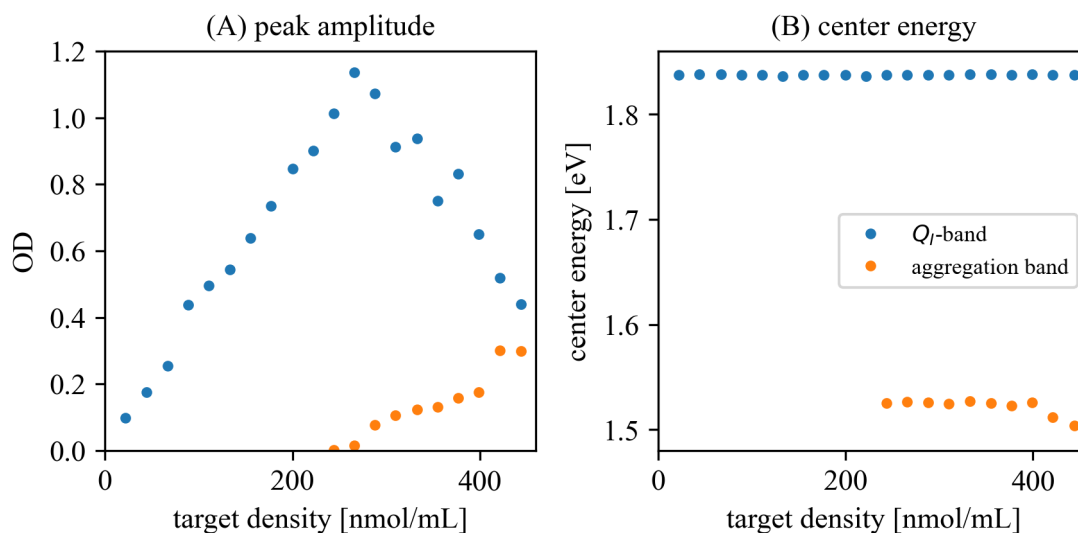 (A) peak amplitude
OD
1.2
1.0
0.8
0.6
0.4
0.2
0.0
0
200
400
target density [nmol/mL]
(B) center energy
center energy [eV]
1.8
1.7
1.6
1.5
0
200
400
target density [nmol/mL]
Q_I-band
aggregation band